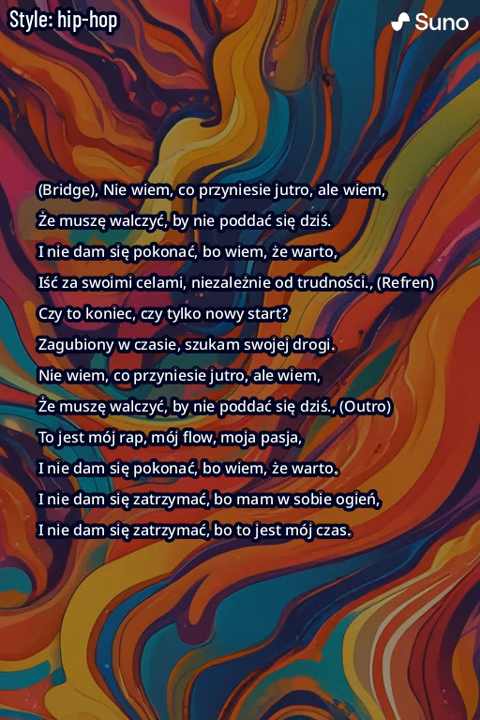 Style: hip-hop
Suno
(Bridge), Nie wiem, co przyniesie jutro, ale wiem,
Że muszę walczyć, by nie poddać się dziś.
I nie dam się pokonać, bo wiem, że warto,
Iść za swoimi celami, niezależnie od trudności., (Refren)
Czy to koniec, czy tylko nowy start?
Zagubiony w czasie, szukam swojej drogi.
Nie wiem, co przyniesie jutro, ale wiem,
Że muszę walczyć, by nie poddać się dziś., (Outro)
To jest mój rap, mój flow, moja pasja,
I nie dam się pokonać, bo wiem, że warto.
I nie dam się zatrzymać, bo mam w sobie ogień,
I nie dam się zatrzymać, bo to jest mój czas.